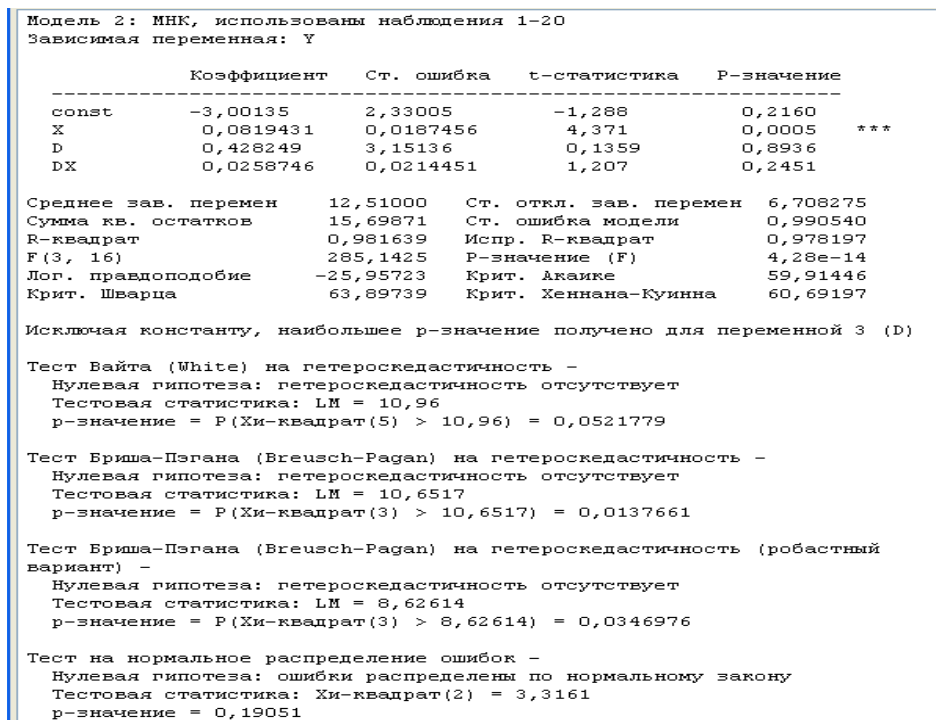 Модель 2: МНК, использованы наблюдения 1-20
Зависимая переменная: Y
Коэффициент Ст. ошибка t-статистика P-значение
const -3,00135 2,33005 -1,288 0,2160
X 0,0819431 0,0187456 4,371 0,0005 ***
D 0,428249 3,15136 0,1359 0,8936
DX 0,0258746 0,0214451 1,207 0,2451
Среднее зав. перемен 12,51000 Ст. откл. зав. перемен 6,708275
Сумма кв. остатков 15,69871 Ст. ошибка модели 0,990540
R-квадрат 0,981639 Испр. R-квадрат 0,978197
F(3, 16) 285,1425 P-значение (F) 4,28e-14
Лог. правдоподобие -25,95723 Крит. Акаике 59,91446
Крит. Шварца 63,89739 Крит. Хеннана-Куинна 60,69197
Исключая константу, наибольшее p-значение получено для переменной 3 (D)
Тест Вайта (White) на гетероскедастичность -
Нулевая гипотеза: гетероскедастичность отсутствует
Тестовая статистика: LM = 10,96
p-значение = P(Хи-квадрат(5) > 10,96) = 0,0521779
Тест Бриша-Пэгана (Breusch-Pagan) на гетероскедастичность -
Нулевая гипотеза: гетероскедастичность отсутствует
Тестовая статистика: LM = 10,6517
p-значение = P(Хи-квадрат(3) > 10,6517) = 0,0137661
Тест Бриша-Пэгана (Breusch-Pagan) на гетероскедастичность (робастный
вариант) -
Нулевая гипотеза: гетероскедастичность отсутствует
Тестовая статистика: LM = 8,62614
p-значение = P(Хи-квадрат(3) > 8,62614) = 0,0346976
Тест на нормальное распределение ошибок -
Нулевая гипотеза: ошибки распределены по нормальному закону
Тестовая статистика: Хи-квадрат(2) = 3,3161
p-значение = 0,19051